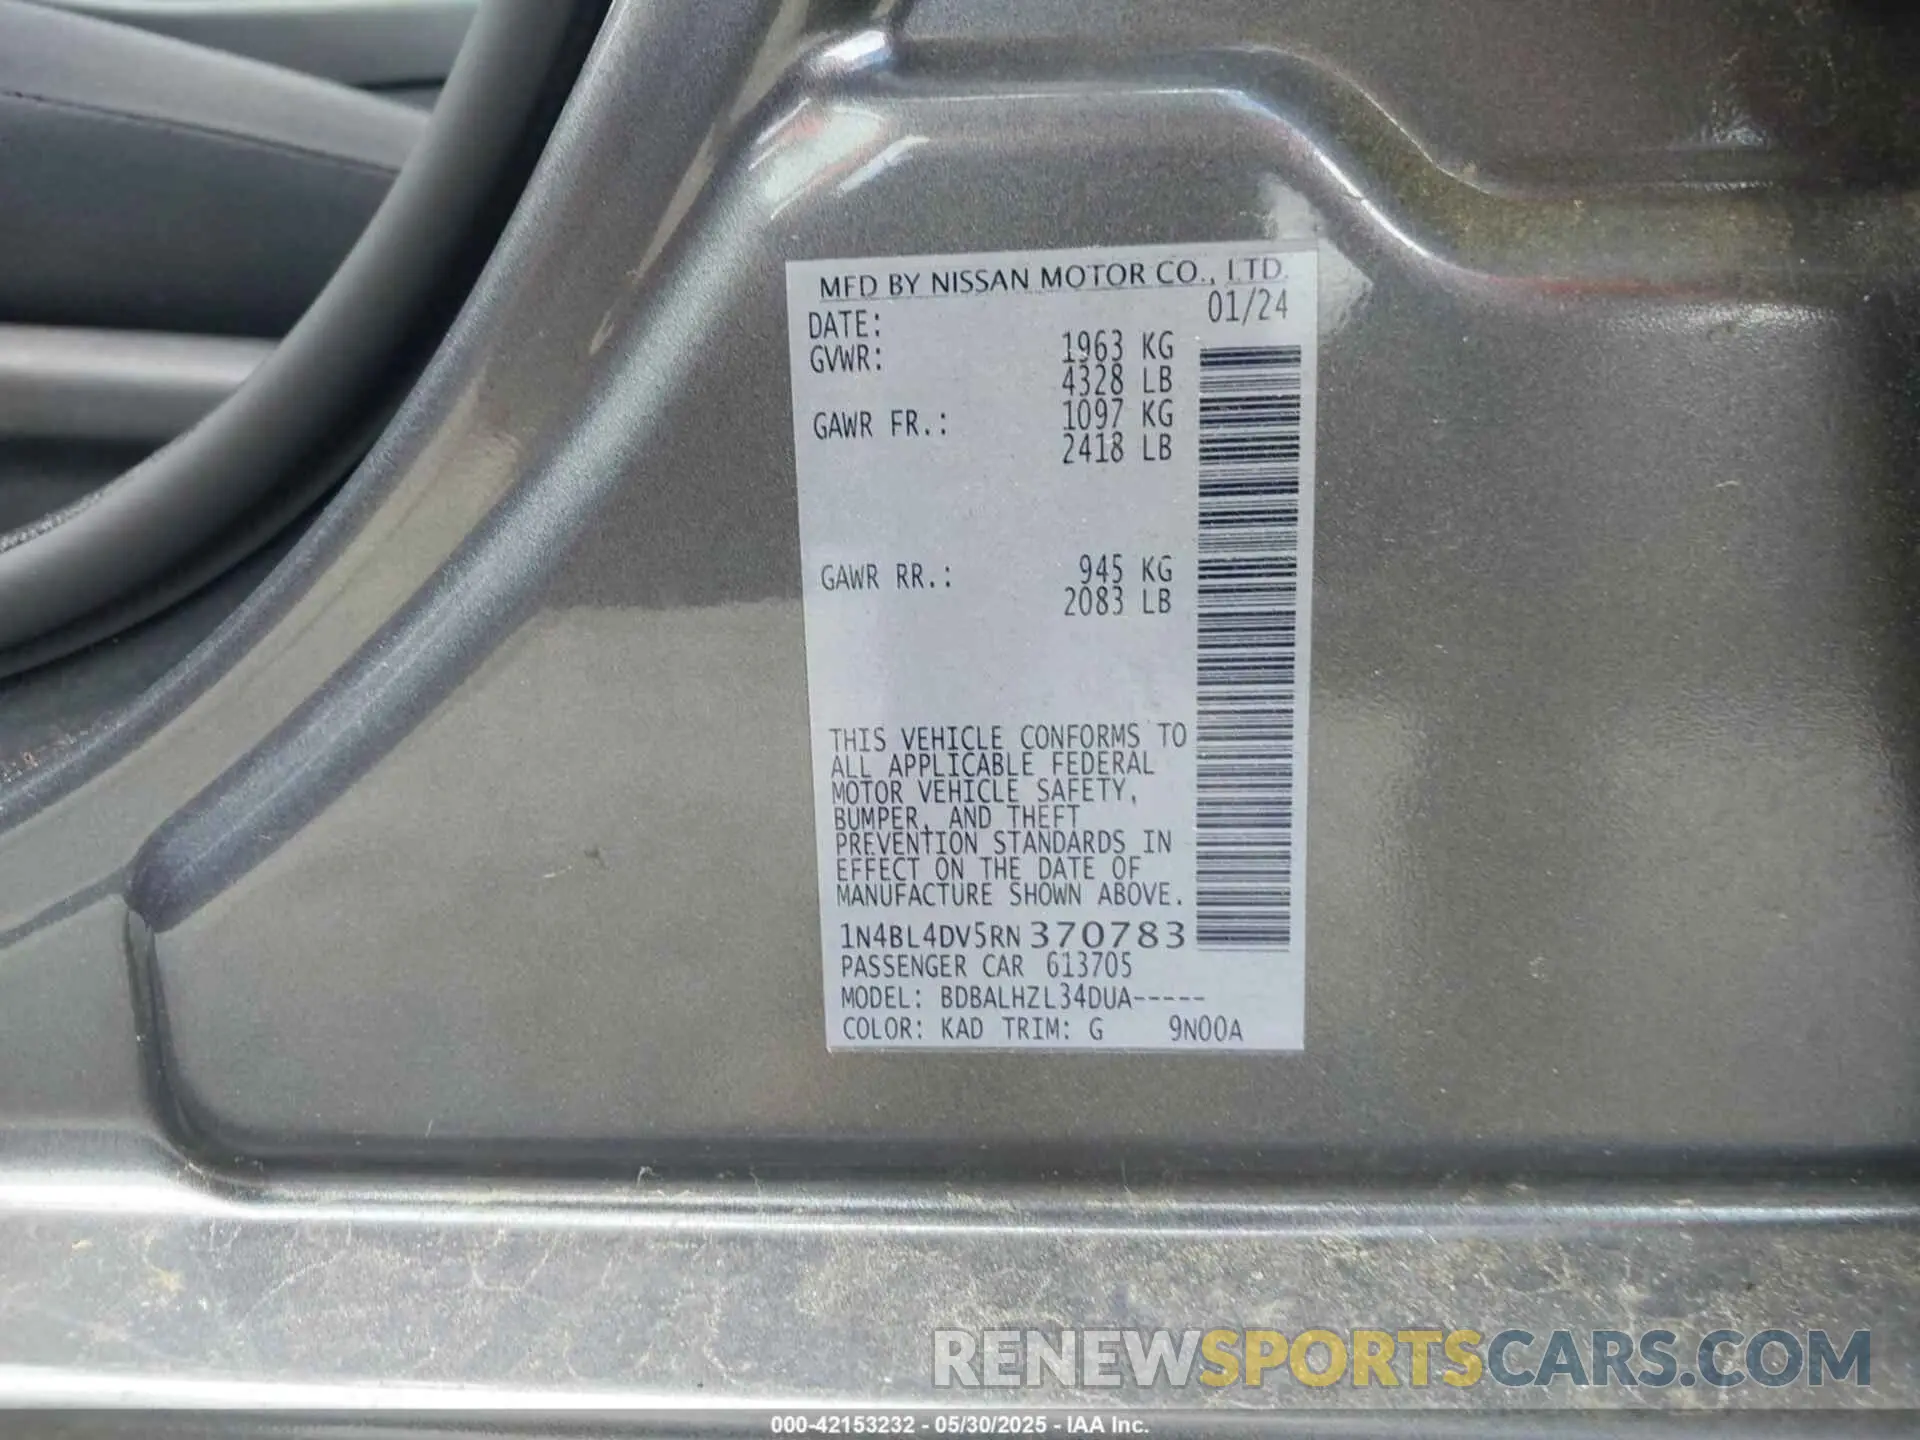 MFD BY NISSAN MOTOR CO., LTD.
DATE: 01/24
GVWR: 1963 KG
4328 LB
GAWR FR.: 1097 KG
2418 LB
GAWR RR.: 945 KG
2083 LB
THIS VEHICLE CONFORMS TO
ALL APPLICABLE FEDERAL
MOTOR VEHICLE SAFETY,
BUMPER, AND THEFT
PREVENTION STANDARDS IN
EFFECT ON THE DATE OF
MANUFACTURE SHOWN ABOVE.
1N4BL4DV5RN370783
PASSENGER CAR 613705
MODEL: BDBALHZL34DUA-----
COLOR: KAD TRIM: G 9N00A
RENEWSPORTSCARS.COM
000-42153232 - 05/30/2025 - IAA Inc.